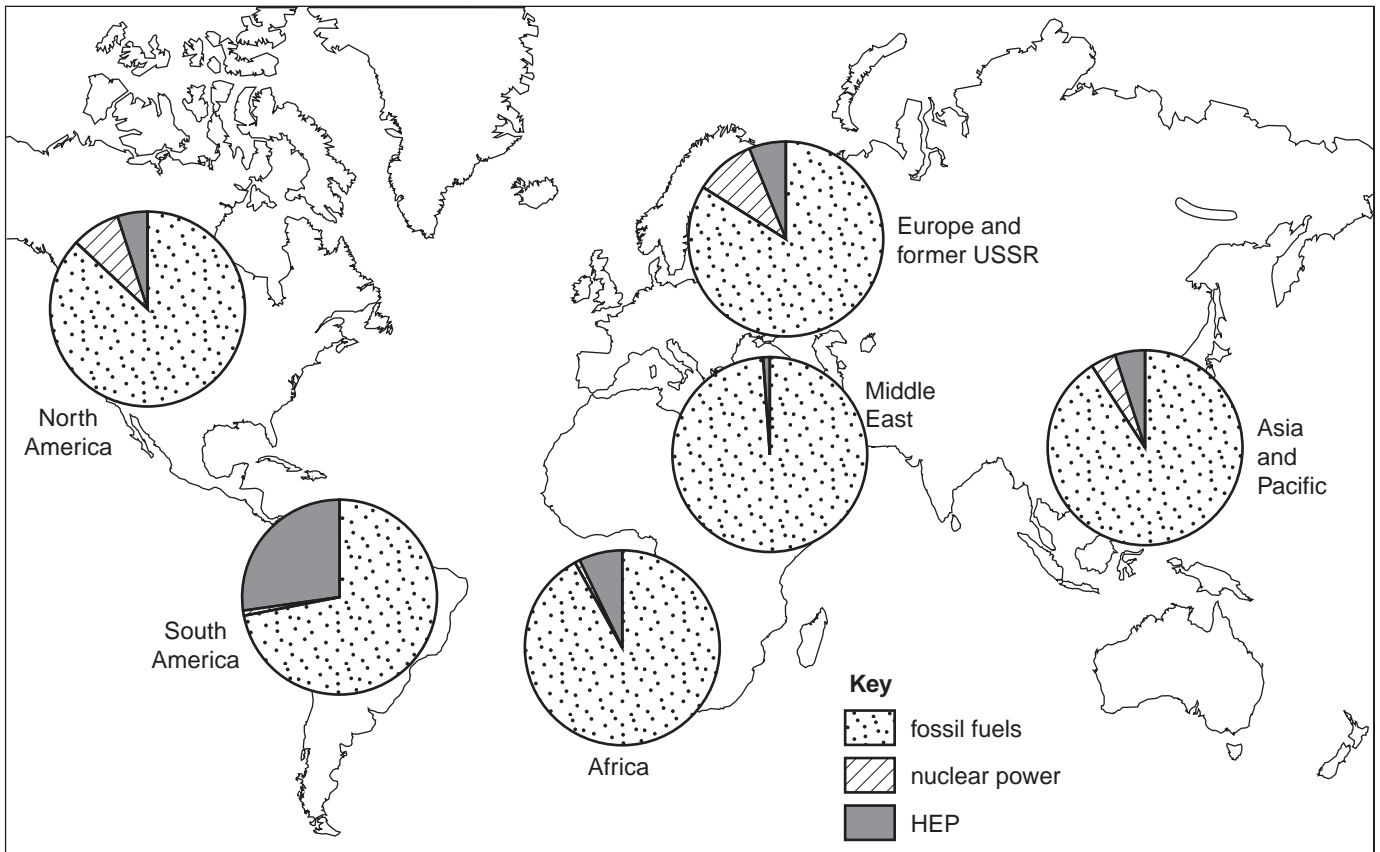 Europe and
former USSR
Middle
East
North
America
Asia
and
Pacific
South
America
Africa
Key
fossil fuels
nuclear power
HEP